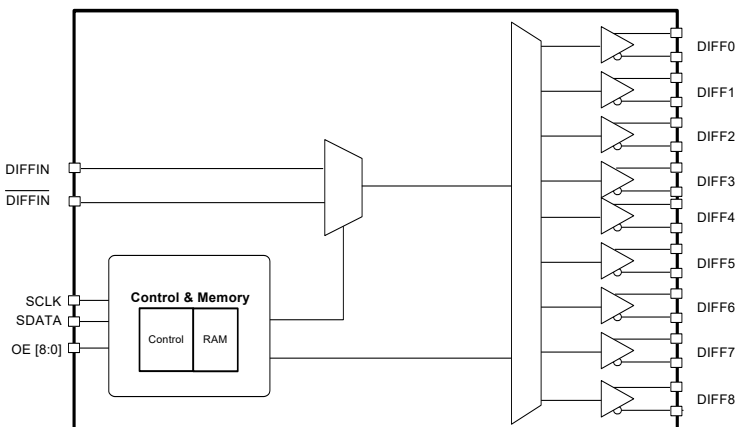 DIFF0
DIFF1
DIFF2
DIFFIN
DIFF3
DIFFIN
DIFF4
DIFF5
Control & Memory
SCLK
DIFF6
SDATA
Control RAM
OE [8:0]
DIFF7
DIFF8